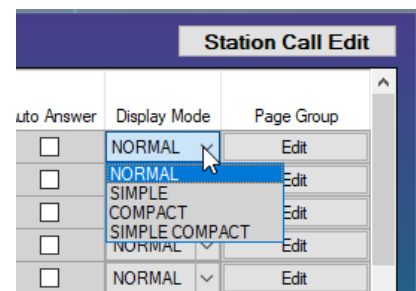 Station Call Edit
uto Answer Display Mode Page Group
NORMAL Edit
NORMAL Edit
SIMPLE
COMPACT Edit
SIMPLE COMPACT
NORMAL Edit
NORMAL Edit